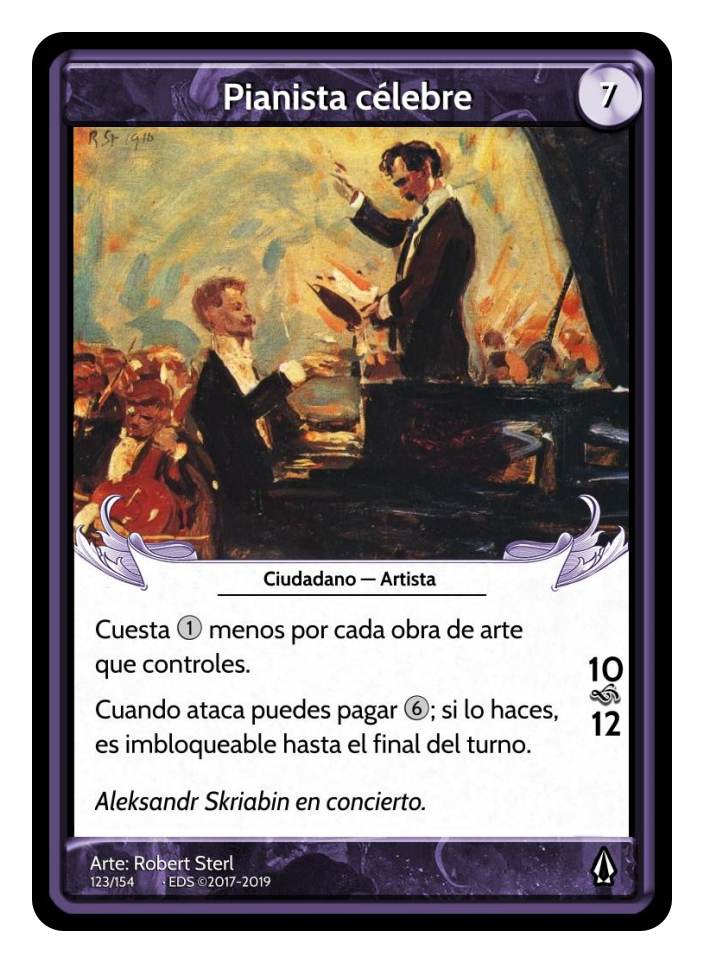 Pianista célebre
7
R St 1910
Ciudadano — Artista
Cuesta 1 menos por cada obra de arte
que controles.
Cuando ataca puedes pagar 6; si lo haces,
es imbloqueable hasta el final del turno.
10
12
Aleksandr Skriabin en concierto.
Arte: Robert Sterl
123/154 · EDS ©2017-2019